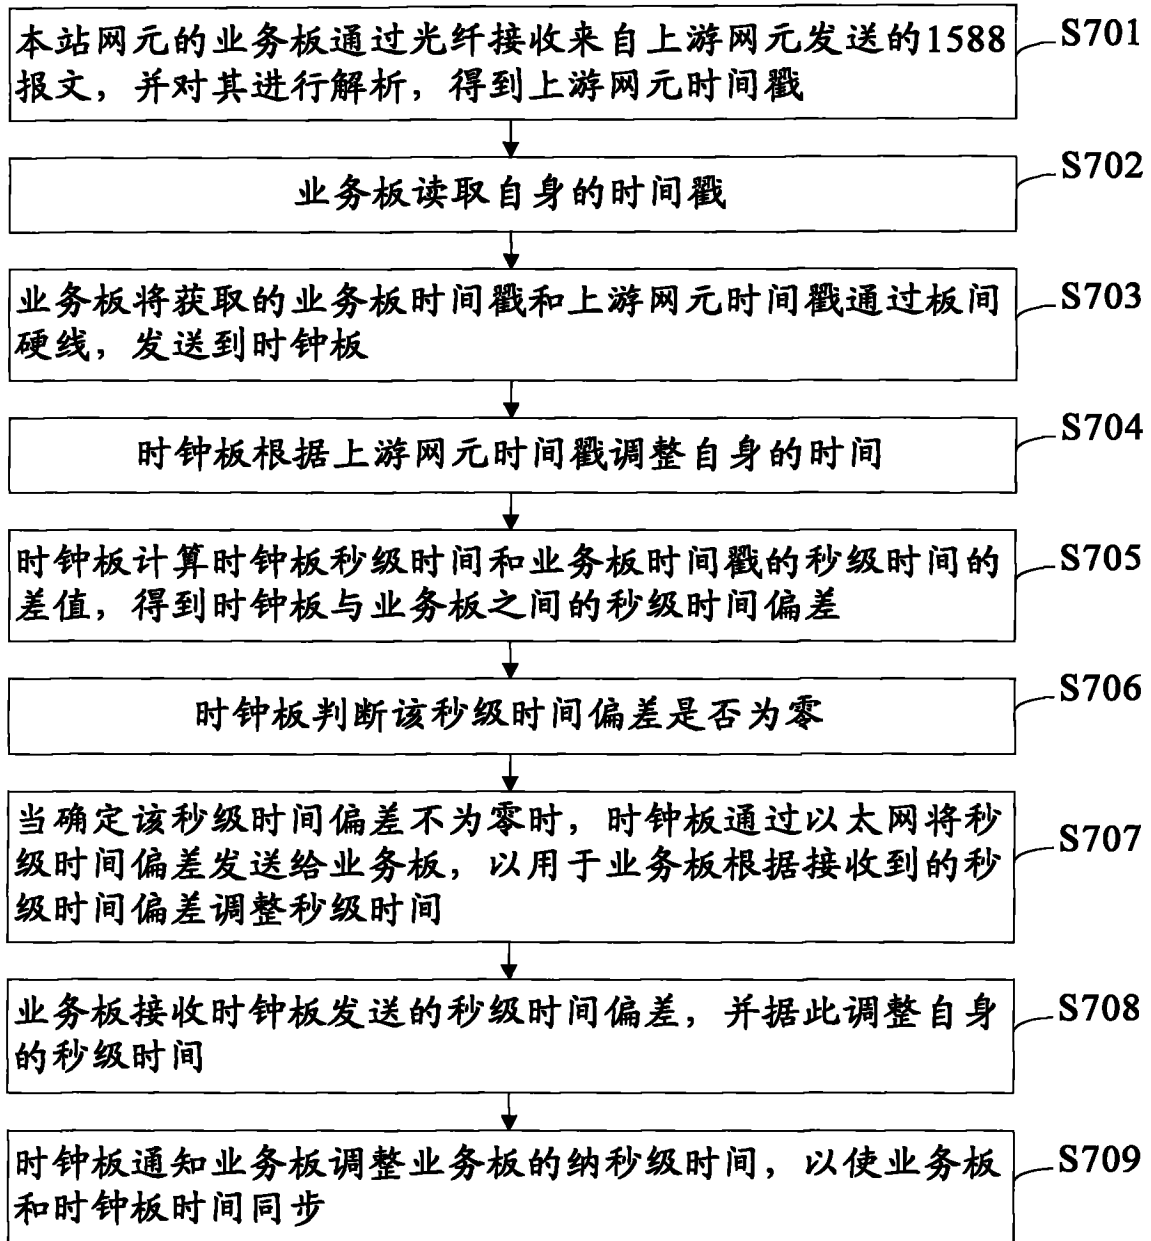 本站网元的业务板通过光纤接收来自上游网元发送的1588
报文，并对其进行解析，得到上游网元时间戳
S701
业务板读取自身的时间戳
S702
业务板将获取的业务板时间戳和上游网元时间戳通过板间
硬线，发送到时钟板
S703
时钟板根据上游网元时间戳调整自身的时间
S704
时钟板计算时钟板秒级时间和业务板时间戳的秒级时间的
差值，得到时钟板与业务板之间的秒级时间偏差
S705
时钟板判断该秒级时间偏差是否为零
S706
当确定该秒级时间偏差不为零时，时钟板通过以太网将秒
级时间偏差发送给业务板，以用于业务板根据接收到的秒
级时间偏差调整秒级时间
S707
业务板接收时钟板发送的秒级时间偏差，并据此调整自身
的秒级时间
S708
时钟板通知业务板调整业务板的纳秒级时间，以使业务板
和时钟板时间同步
S709